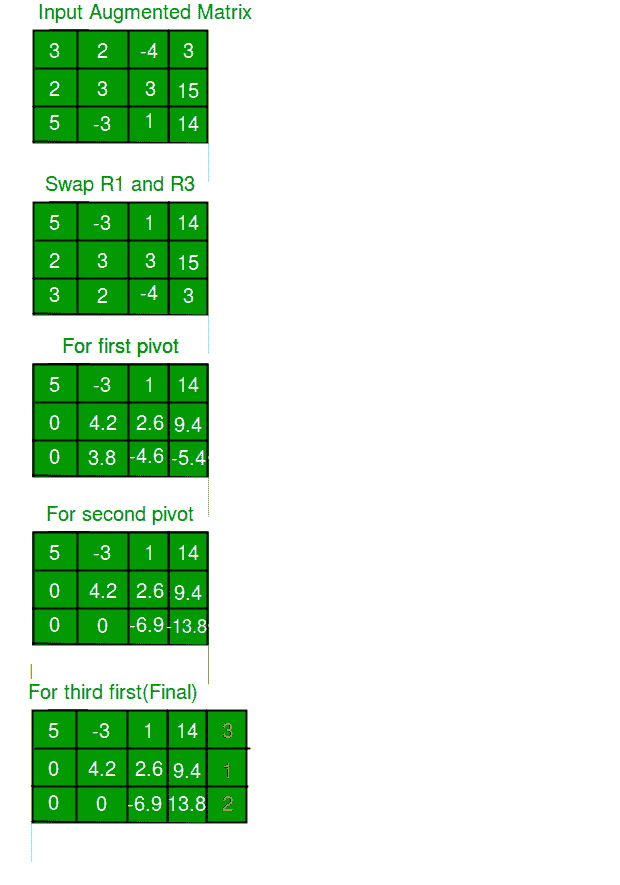 Input Augmented Matrix
3 2 -4 3
2 3 3 15
5 -3 1 14
Swap R1 and R3
5 -3 1 14
2 3 3 15
3 2 -4 3
For first pivot
5 -3 1 14
0 4.2 2.6 9.4
0 3.8 -4.6 -5.4
For second pivot
5 -3 1 14
0 4.2 2.6 9.4
0 0 -6.9 -13.8
For third first(Final)
5 -3 1 14 3
0 4.2 2.6 9.4 1
0 0 -6.9 13.8 2